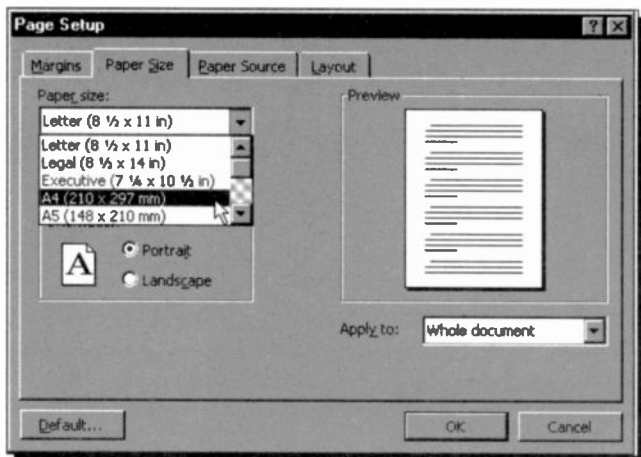 Page Setup
Margins
Paper Size
Paper Source
Layout
Paper size:
Letter (8 ½ x 11 in)
Letter (8 ½ x 11 in)
Legal (8 ½ x 14 in)
Executive (7 ¼ x 10 ½ in)
A4 (210 x 297 mm)
A5 (148 x 210 mm)
A
Portrait
Landscape
Preview
Apply to:
Whole document
Default...
OK
Cancel